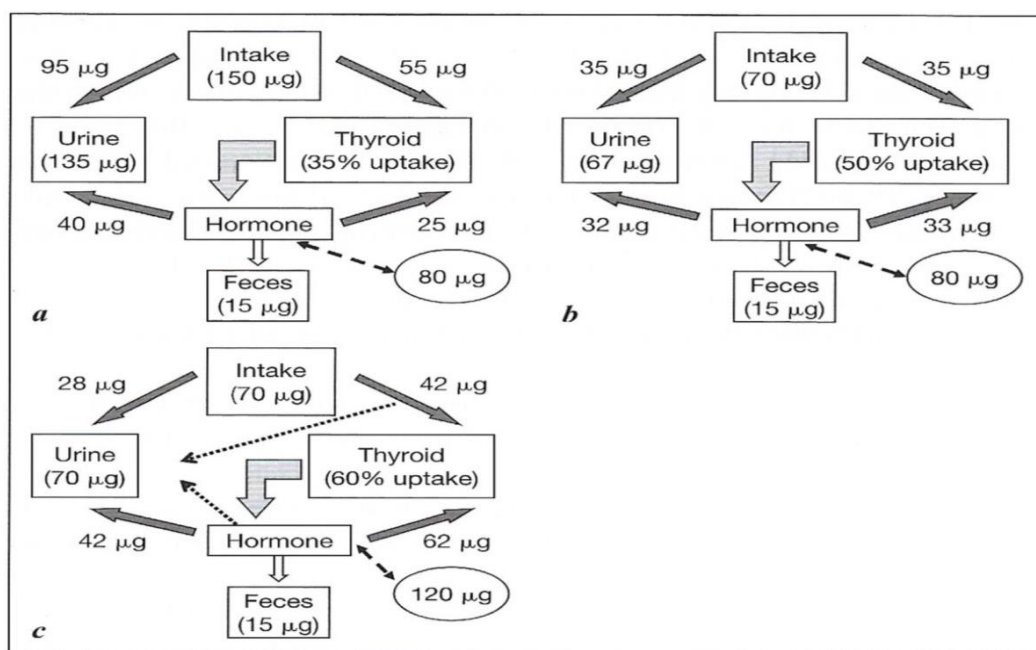 Intake
(150 μg)
95 μg
55 μg
Urine
(135 μg)
Thyroid
(35% uptake)
40 μg
Hormone
25 μg
80 μg
Feces
(15 μg)
a
Intake
(70 μg)
35 μg
35 μg
Urine
(67 μg)
Thyroid
(50% uptake)
32 μg
Hormone
33 μg
80 μg
Feces
(15 μg)
b
Intake
(70 μg)
28 μg
42 μg
Urine
(70 μg)
Thyroid
(60% uptake)
42 μg
Hormone
62 μg
120 μg
Feces
(15 μg)
c